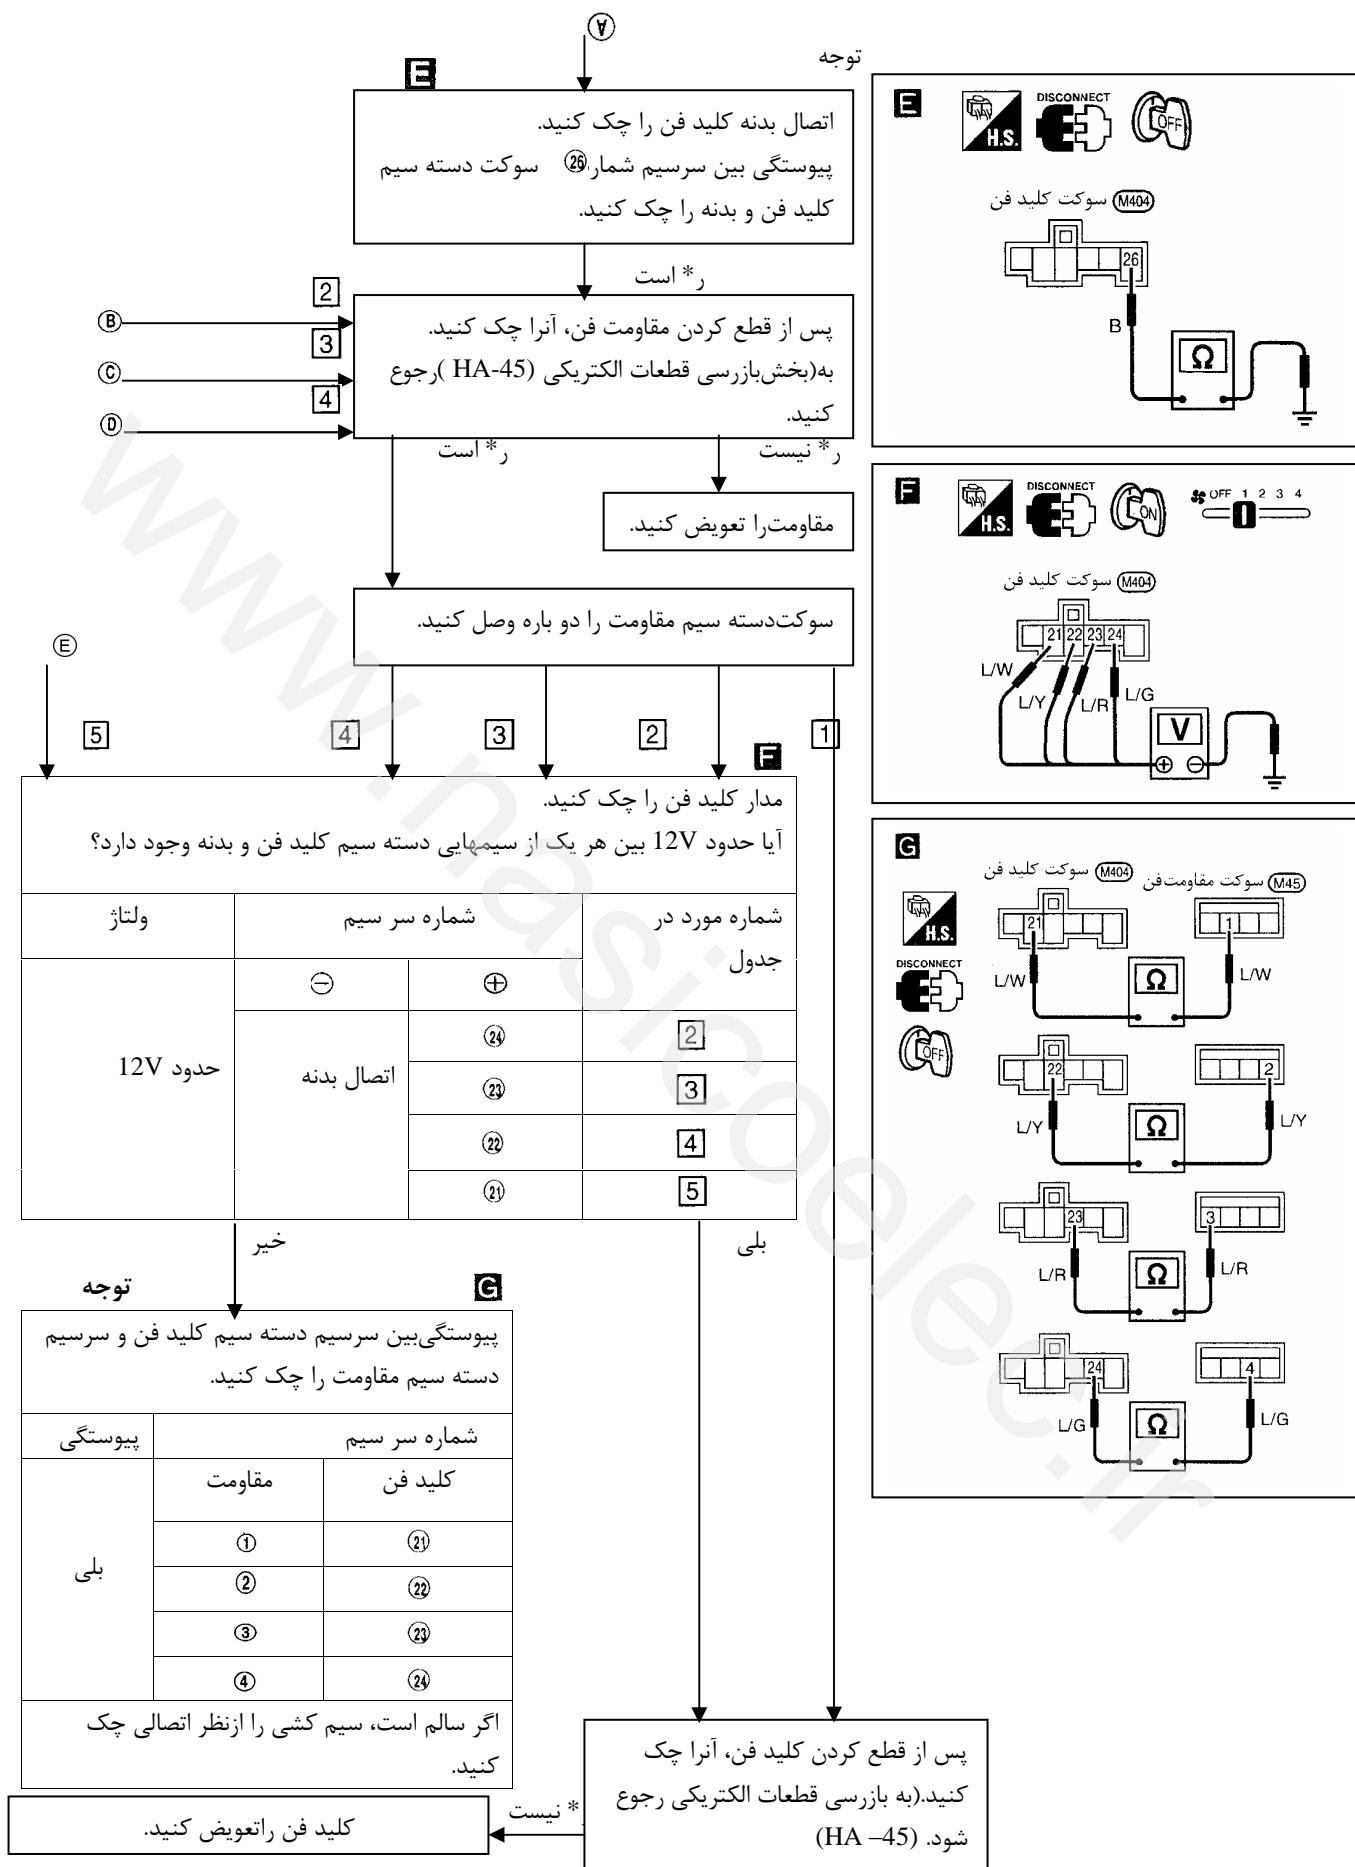 A
توجه
E
اتصال بدنه کلید فن را چک کنید.
پیوستگی بین سرسیم شمار 26 سوکت دسته سیم
کلید فن و بدنه را چک کنید.
ر* است
2
B
3
C
4
D
پس از قطع کردن مقاومت فن، آنرا چک کنید.
به(بخش‌بازرسی قطعات الکتریکی (HA-45 )رجوع
کنید.
ر* است
ر* نیست
مقاومت‌را تعویض کنید.
سوکت‌دسته سیم مقاومت را دو باره وصل کنید.
E
5
4
3
2
1
F
مدار کلید فن را چک کنید.
آیا حدود 12V بین هر یک از سیمهایی دسته سیم کلید فن و بدنه وجود دارد؟
شماره مورد در
جدول
شماره سر سیم
ولتاژ
⊕
⊖
2
24
3
23
4
22
5
21
اتصال بدنه
حدود 12V
خیر
بلی
توجه
G
پیوستگی‌بین سرسیم دسته سیم کلید فن و سرسیم
دسته سیم مقاومت را چک کنید.
شماره سر سیم
پیوستگی
کلید فن
مقاومت
21
1
22
2
23
3
24
4
بلی
اگر سالم است، سیم کشی را ازنظر اتصالی چک
کنید.
پس از قطع کردن کلید فن، آنرا چک
کنید.(به بازرسی قطعات الکتریکی رجوع
شود. (HA –45)
* نیست
کلید فن راتعویض کنید.
E
H.S.
DISCONNECT
OFF
M404 سوکت کلید فن
26
B
Ω
F
H.S.
DISCONNECT
ON
OFF 1 2 3 4
M404 سوکت کلید فن
21 22 23 24
L/W
L/Y
L/R
L/G
V
⊕ ⊖
G
H.S.
DISCONNECT
OFF
M404 سوکت کلید فن
M45 سوکت مقاومت‌فن
21
1
L/W
Ω
L/W
22
2
L/Y
Ω
L/Y
23
3
L/R
Ω
L/R
24
4
L/G
Ω
L/G
www.nasicoelec.ir